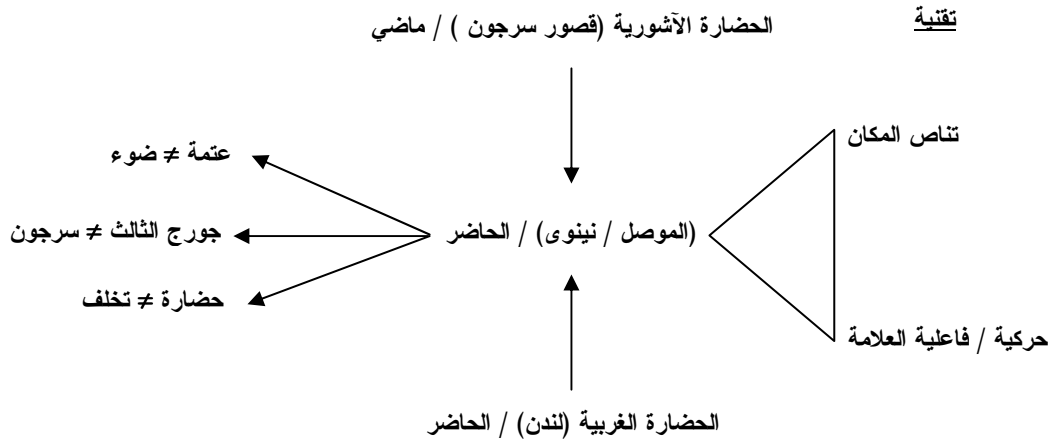 تقنية
الحضارة الآشورية (قصور سرجون ) / ماضي
تناص المكان
عتمة ≠ ضوء
(الموصل / نينوى) / الحاضر
جورج الثالث ≠ سرجون
حضارة ≠ تخلف
حركية / فاعلية العلامة
الحضارة الغربية (لندن) / الحاضر